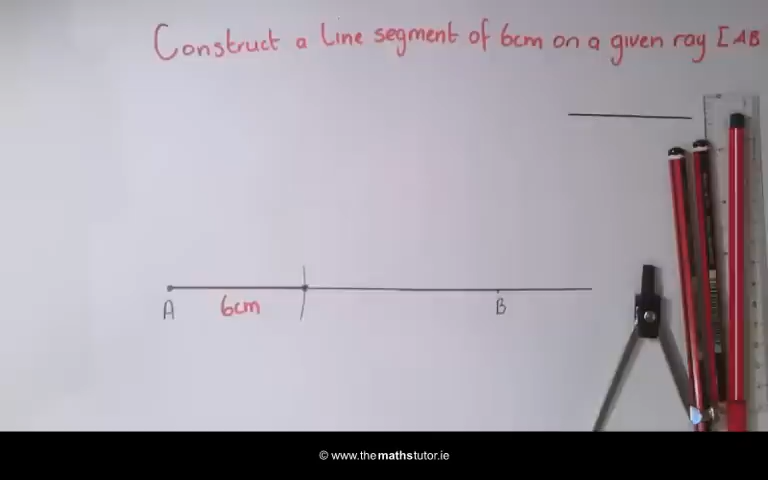 Construct a line segment of 6cm on a given ray [AB
A 6cm B
© www.themathstutor.ie